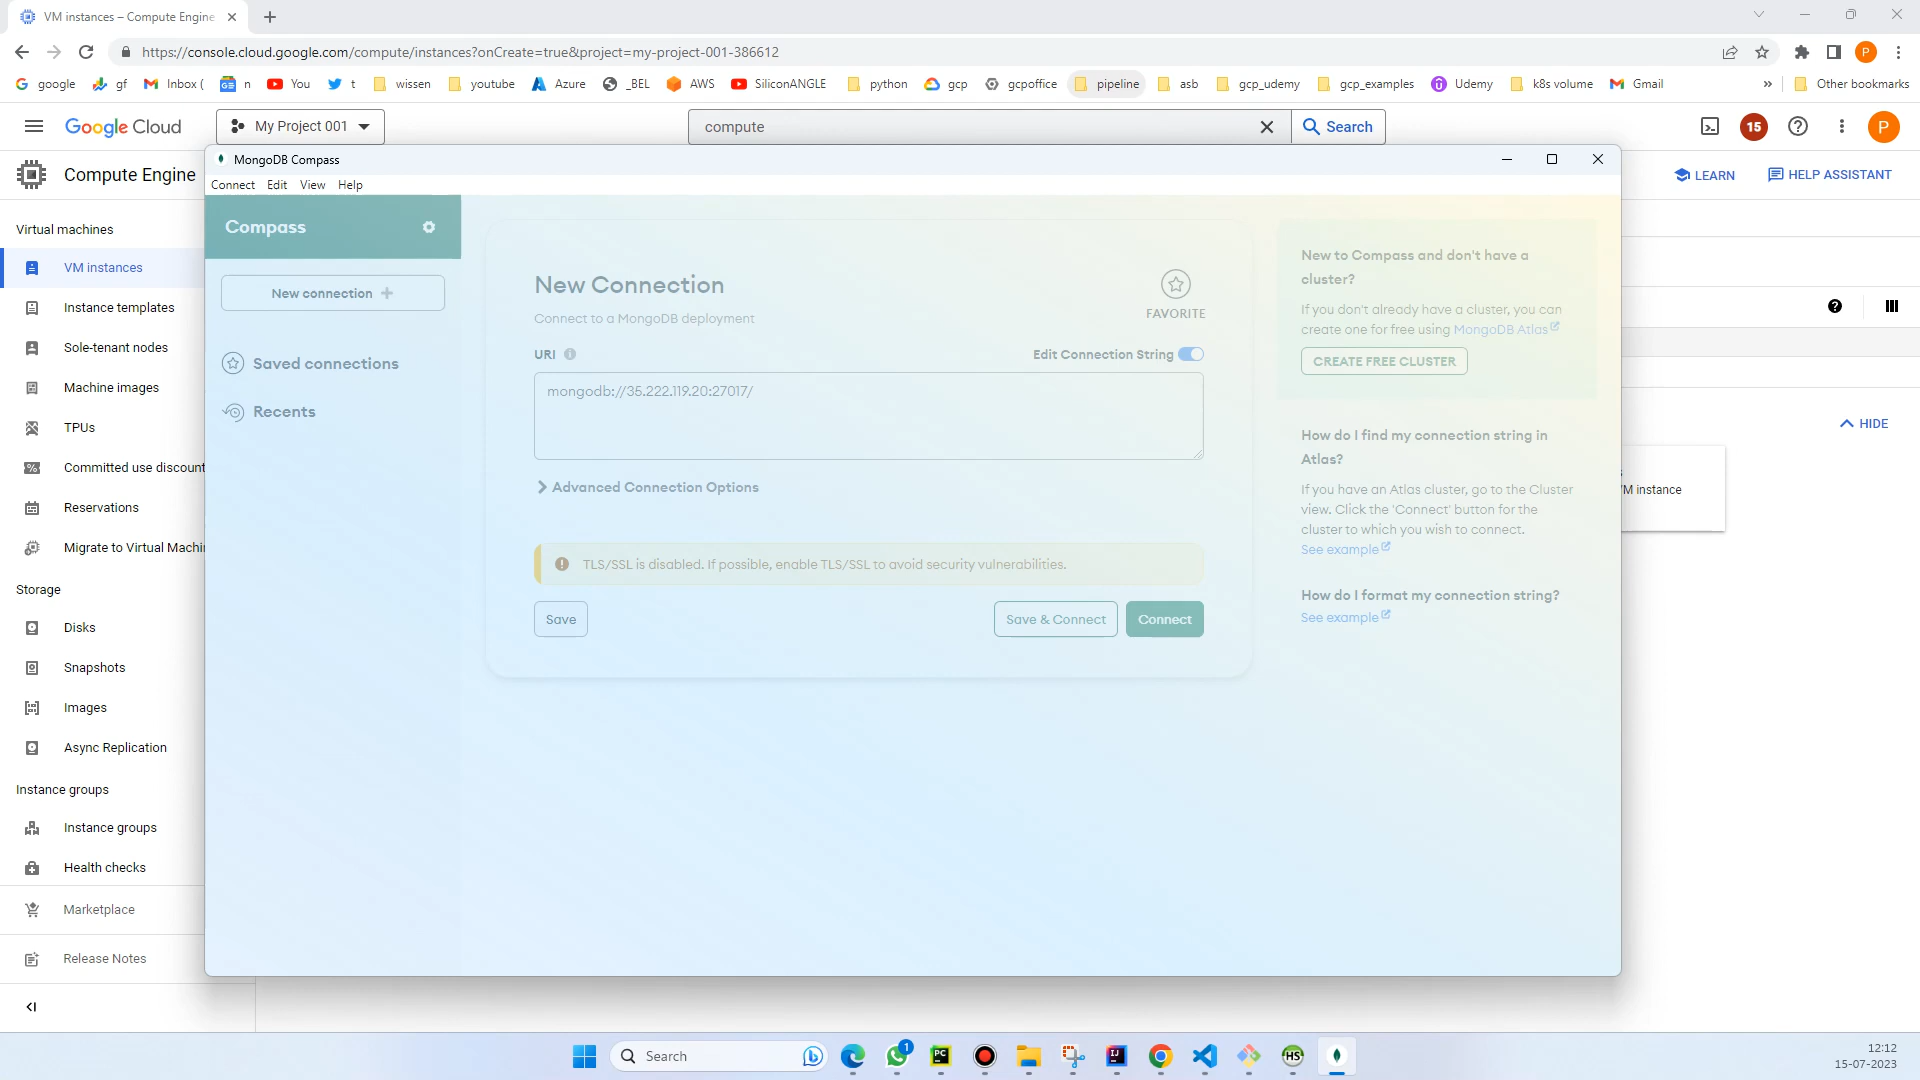 VM instances – Compute Engine
https://console.cloud.google.com/compute/instances?onCreate=true&project=my-project-001-386612
P
google
gf
Inbox (
n
You
t
wissen
youtube
Azure
_BEL
AWS
SiliconANGLE
python
gcp
gcpoffice
pipeline
asb
gcp_udemy
gcp_examples
Udemy
k8s volume
Gmail
»
Other bookmarks
Google Cloud
My Project 001
compute
Search
15
P
Compute Engine
LEARN
HELP ASSISTANT
Virtual machines
VM instances
Instance templates
Sole-tenant nodes
Machine images
TPUs
Committed use discount
Reservations
Migrate to Virtual Machi
Storage
Disks
Snapshots
Images
Async Replication
Instance groups
Instance groups
Health checks
Marketplace
Release Notes
HIDE
M instance
MongoDB Compass
Connect
Edit
View
Help
Compass
New connection +
Saved connections
Recents
New Connection
Connect to a MongoDB deployment
FAVORITE
URI
Edit Connection String
mongodb://35.222.119.20:27017/
Advanced Connection Options
TLS/SSL is disabled. If possible, enable TLS/SSL to avoid security vulnerabilities.
Save
Save & Connect
Connect
New to Compass and don't have a
cluster?
If you don't already have a cluster, you can
create one for free using MongoDB Atlas
CREATE FREE CLUSTER
How do I find my connection string in
Atlas?
If you have an Atlas cluster, go to the Cluster
view. Click the 'Connect' button for the
cluster to which you wish to connect.
See example
How do I format my connection string?
See example
Search
1
PC
IJ
HS
12:12
15-07-2023